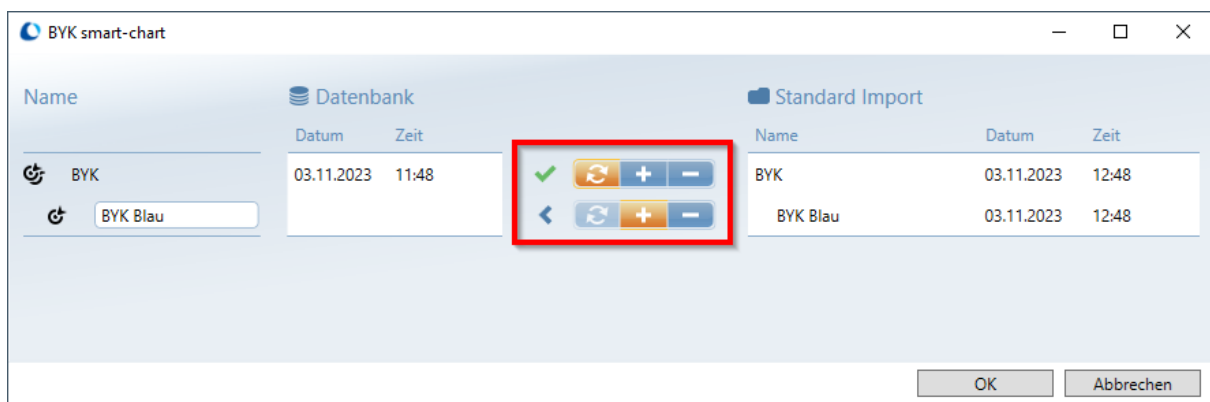 BYK smart-chart
Name Datenbank Standard Import
Datum Zeit Name Datum Zeit
BYK 03.11.2023 11:48 BYK 03.11.2023 12:48
BYK Blau BYK Blau 03.11.2023 12:48
OK Abbrechen